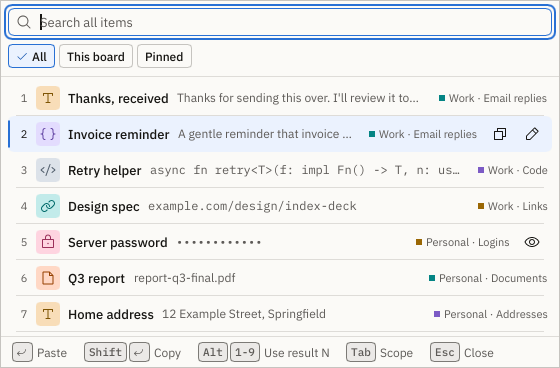 Search all items
All
This board
Pinned
1 T Thanks, received Thanks for sending this over. I'll review it to… Work · Email replies
2 {} Invoice reminder A gentle reminder that invoice … Work · Email replies
3 </> Retry helper async fn retry<T>(f: impl Fn() -> T, n: us… Work · Code
4 Design spec example.com/design/index-deck Work · Links
5 Server password •••••••••••• Personal · Logins
6 Q3 report report-q3-final.pdf Personal · Documents
7 T Home address 12 Example Street, Springfield Personal · Addresses
↵ Paste Shift ↵ Copy Alt 1-9 Use result N Tab Scope Esc Close